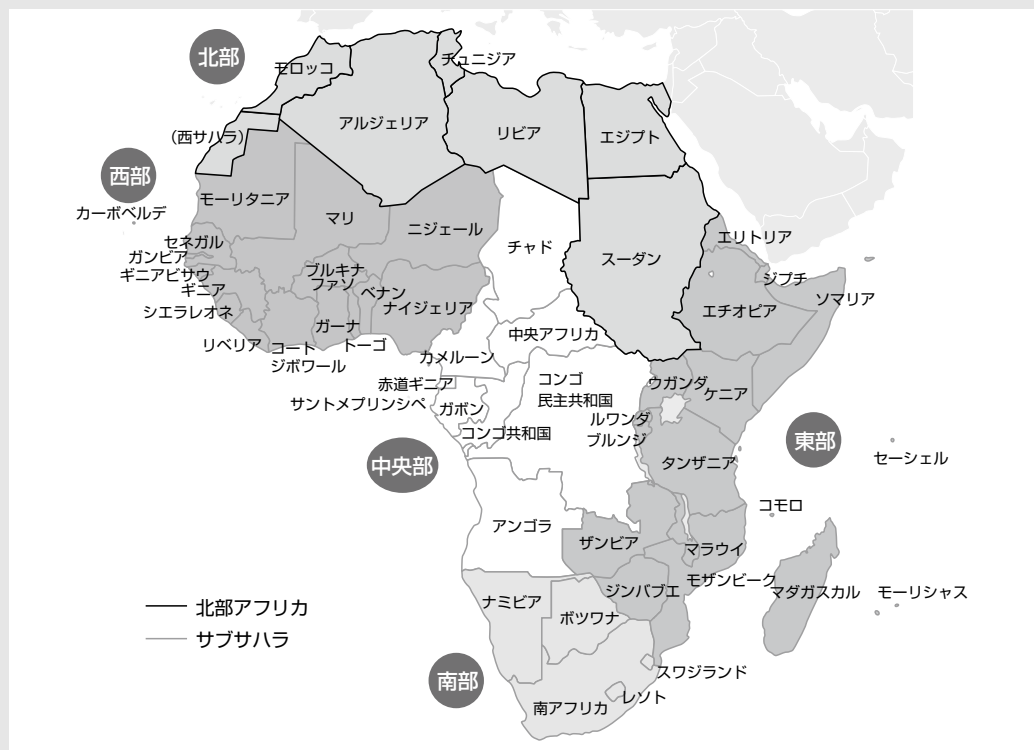 北部
モロッコ
チュニジア
アルジェリア
リビア
エジプト
(西サハラ)
西部
カーボベルデ
モーリタニア
マリ
ニジェール
チャド
スーダン
エリトリア
セネガル
ガンビア
ギニアビサウ
ギニア
シエラレオネ
リベリア
コート
ジボワール
ブルキナ
ファソ
ガーナ
トーゴ
ベナン
ナイジェリア
ジブチ
ソマリア
エチオピア
中央アフリカ
カメルーン
赤道ギニア
サントメプリンシペ
ガボン
コンゴ共和国
コンゴ
民主共和国
ウガンダ
ケニア
ルワンダ
ブルンジ
タンザニア
中央部
東部
セーシェル
コモロ
アンゴラ
ザンビア
マラウイ
モザンビーク
マダガスカル
モーリシャス
ジンバブエ
ナミビア
ボツワナ
北部アフリカ
サブサハラ
南部
スワジランド
レソト
南アフリカ